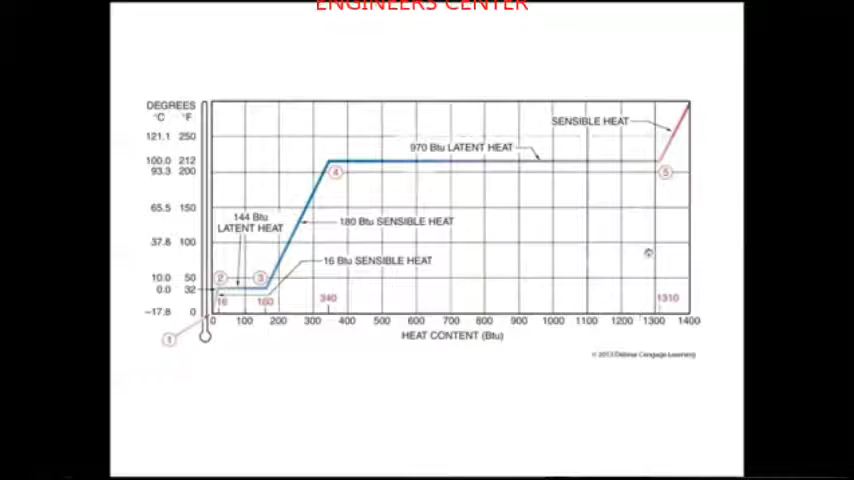 ENGINEERS CENTER
DEGREES
°C °F
121.1 250
100.0 212
93.3 200
65.5 150
37.8 100
10.0 50
0.0 32
−17.8 0
SENSIBLE HEAT
970 Btu LATENT HEAT
4
5
144 Btu
LATENT HEAT
180 Btu SENSIBLE HEAT
16 Btu SENSIBLE HEAT
2
3
16
160
340
1310
0 100 200 300 400 500 600 700 800 900 1000 1100 1200 1300 1400
1
HEAT CONTENT (Btu)
© 2013 Delmar Cengage Learning